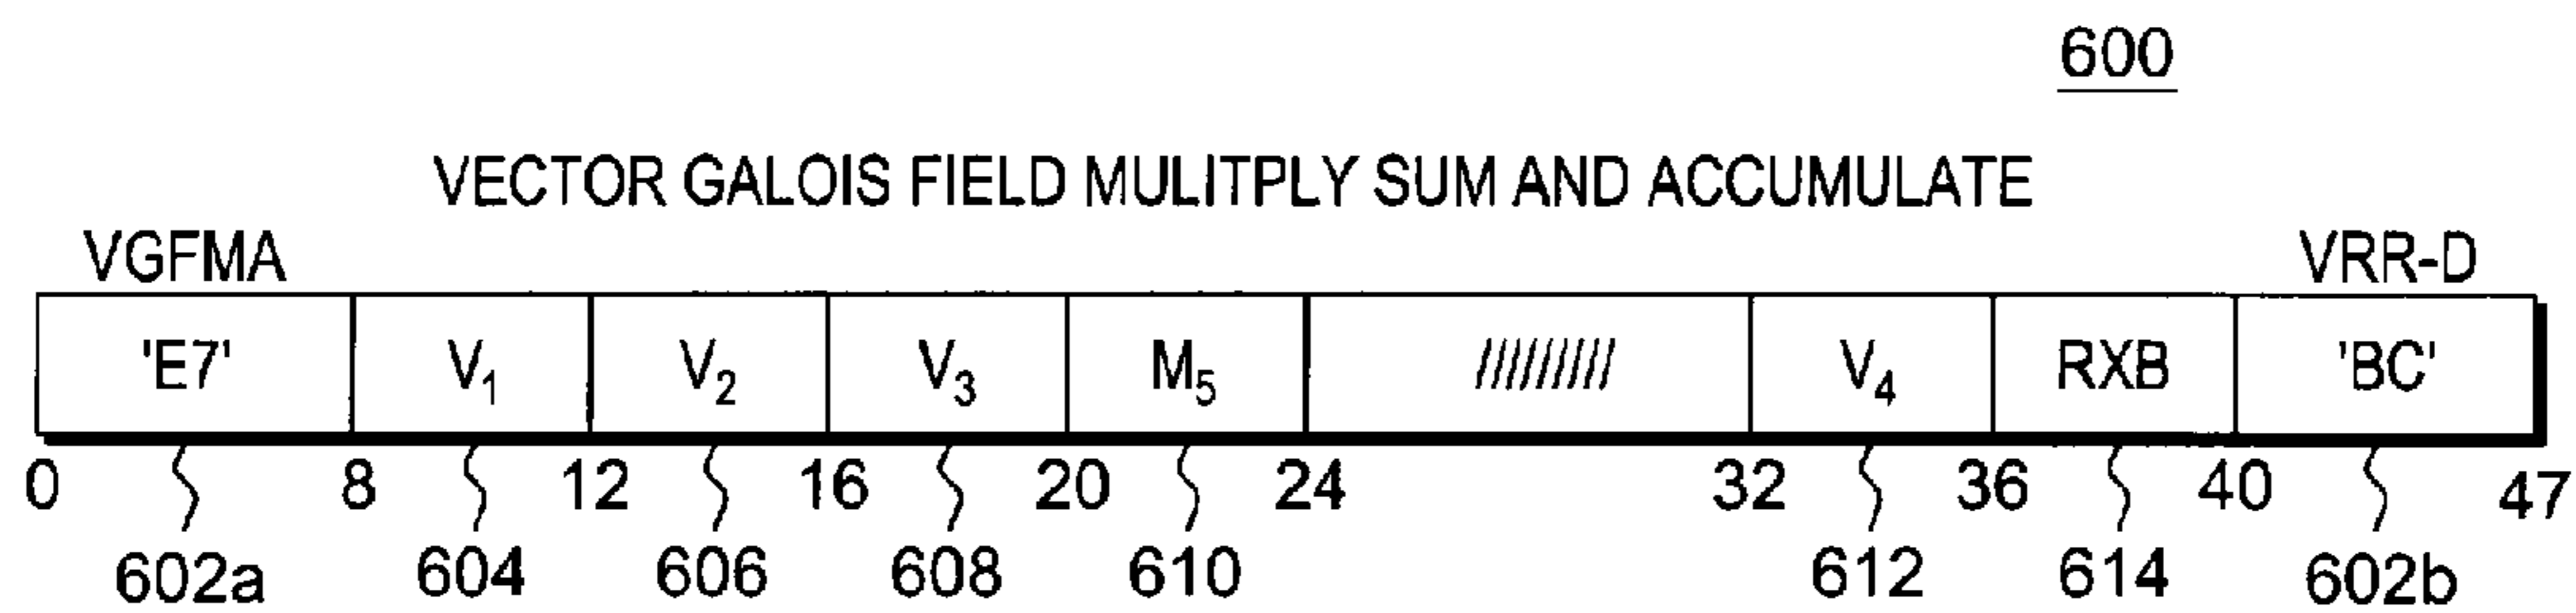 600
VECTOR GALOIS FIELD MULITPLY SUM AND ACCUMULATE
VGFMA VRR-D
'E7' V₁ V₂ V₃ M₅ ///////// V₄ RXB 'BC'
0 8 12 16 20 24 32 36 40 47
602a 604 606 608 610 612 614 602b